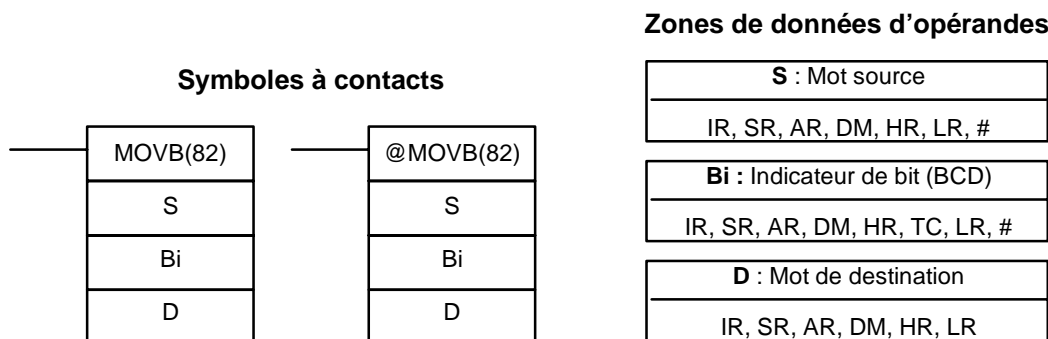 Zones de données d'opérandes
Symboles à contacts
MOVB(82)
S
Bi
D
@MOVB(82)
S
Bi
D
S : Mot source
IR, SR, AR, DM, HR, LR, #
Bi : Indicateur de bit (BCD)
IR, SR, AR, DM, HR, TC, LR, #
D : Mot de destination
IR, SR, AR, DM, HR, LR